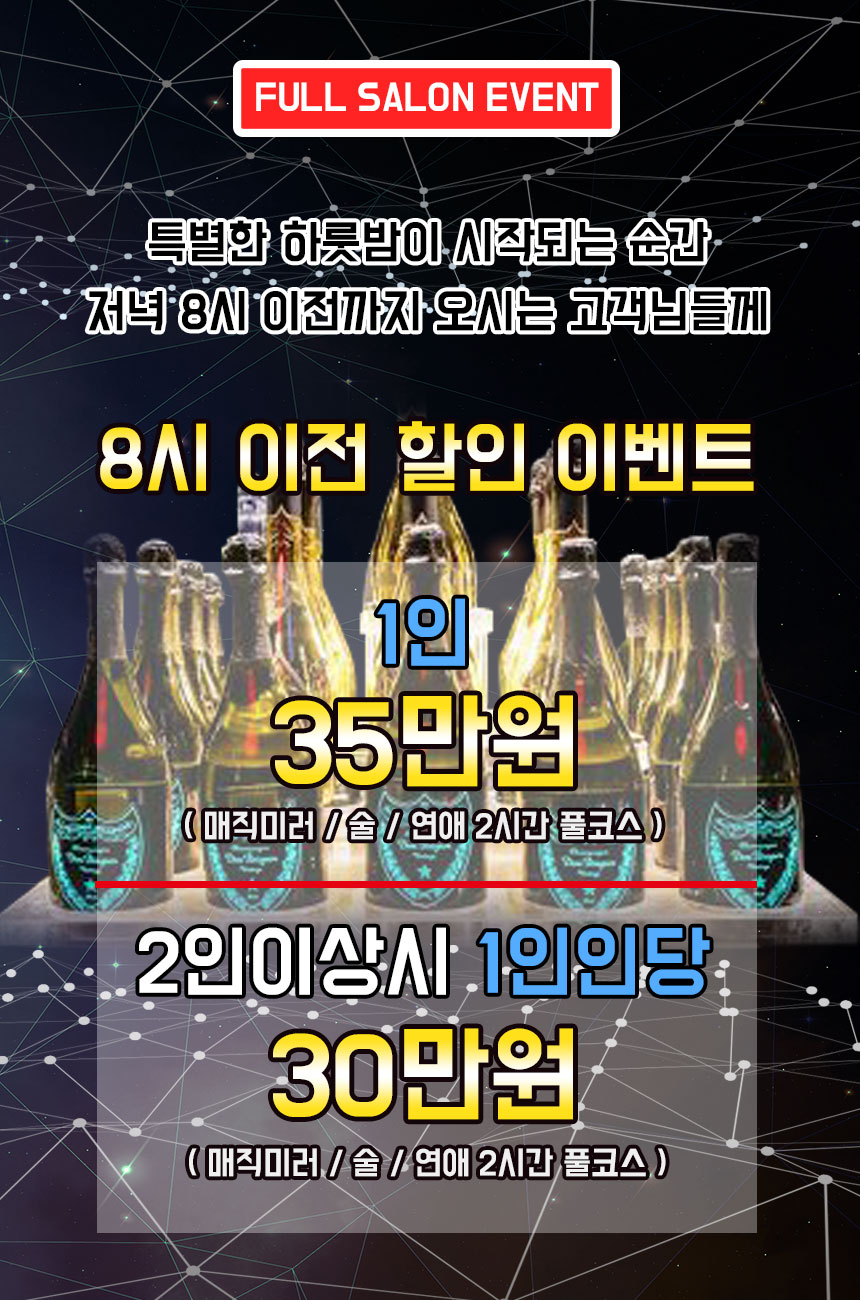 FULL SALON EVENT
특별한 하룻밤이 시작되는 순간
저녁 8시 이전까지 오시는 고객님들께
8시 이전 할인 이벤트
1인
35만원
( 매직미러 / 술 / 연애 2시간 풀코스 )
2인이상시 1인인당
30만원
( 매직미러 / 술 / 연애 2시간 풀코스 )